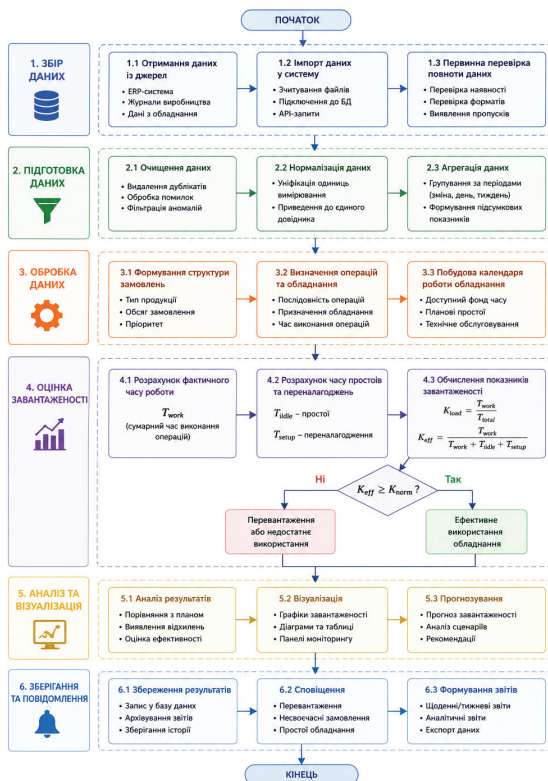 ПОЧАТОК
1. ЗБІР
ДАНИХ
1.1 Отримання даних
із джерел
• ERP-система
• Журнали виробництва
• Дані з обладнання
1.2 Імпорт даних
у систему
• Зчитування файлів
• Підключення до БД
• API-запити
1.3 Первинна перевірка
повноти даних
• Перевірка наявності
• Перевірка форматів
• Виявлення пропусків
2. ПІДГОТОВКА
ДАНИХ
2.1 Очищення даних
• Видалення дублікатів
• Обробка помилок
• Фільтрація аномалій
2.2 Нормалізація даних
• Уніфікація одиниць
вимірювання
• Приведення до єдиного
довідника
2.3 Агрегація даних
• Групування за періодами
(зміна, день, тиждень)
• Формування підсумкових
показників
3. ОБРОБКА
ДАНИХ
3.1 Формування структури
замовлень
• Тип продукції
• Обсяг замовлення
• Пріоритет
3.2 Визначення операцій
та обладнання
• Послідовність операцій
• Призначення обладнання
• Час виконання операцій
3.3 Побудова календаря
роботи обладнання
• Доступний фонд часу
• Планові простої
• Технічне обслуговування
4. ОЦІНКА
ЗАВАНТАЖЕНОСТІ
4.1 Розрахунок фактичного
часу роботи
T_work
(сумарний час виконання
операцій)
4.2 Розрахунок часу простоїв
та переналагоджень
T_ildle – простої
T_setup – переналагодження
4.3 Обчислення показників
завантаженості
K_load = T_work / T_total
K_eff = T_work / (T_work + T_ildle + T_setup)
K_eff ≥ K_norm ?
Ні
Так
Перевантаження
або недостатнє
використання
Ефективне
використання
обладнання
5. АНАЛІЗ ТА
ВІЗУАЛІЗАЦІЯ
5.1 Аналіз результатів
• Порівняння з планом
• Виявлення відхилень
• Оцінка ефективності
5.2 Візуалізація
• Графіки завантаженості
• Діаграми та таблиці
• Панелі моніторингу
5.3 Прогнозування
• Прогноз завантаженості
• Аналіз сценаріїв
• Рекомендації
6. ЗБЕРІГАННЯ
ТА ПОВІДОМЛЕННЯ
6.1 Збереження результатів
• Запис у базу даних
• Архівування звітів
• Зберігання історії
6.2 Сповіщення
• Перевантаження
• Несвоєчасні замовлення
• Простої обладнання
6.3 Формування звітів
• Щоденні/тижневі звіти
• Аналітичні звіти
• Експорт даних
КІНЕЦЬ